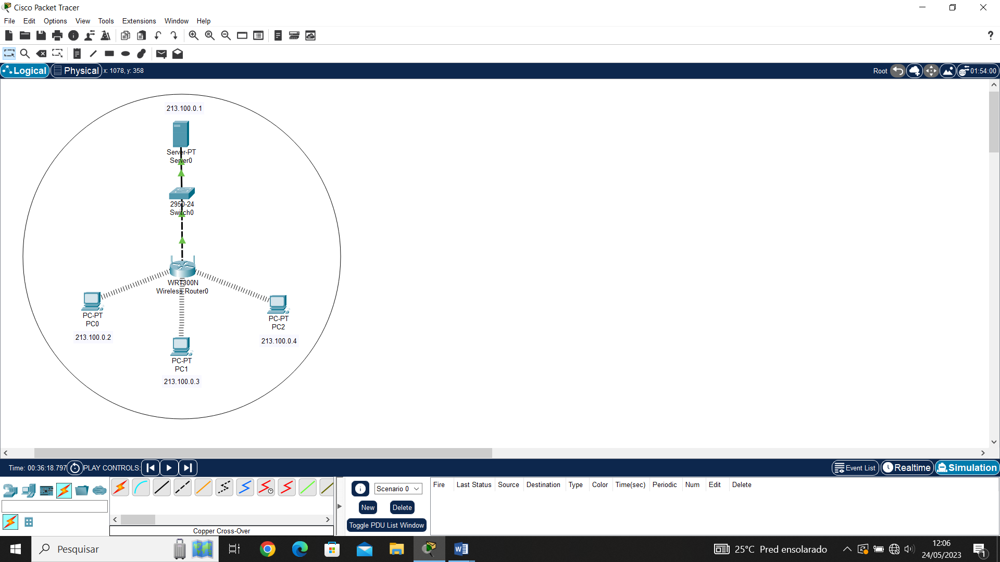 Cisco Packet Tracer
File Edit Options View Tools Extensions Window Help
?
Logical Physical x: 1078, y: 358 Root 01:54:00
213.100.0.1
Server-PT
Server0
2950-24
Switch0
WRT300N
Wireless Router0
PC-PT
PC0
213.100.0.2
PC-PT
PC2
213.100.0.4
PC-PT
PC1
213.100.0.3
Time: 00:36:18.797 PLAY CONTROLS: Event List Realtime Simulation
Scenario 0
New Delete
Toggle PDU List Window
Fire Last Status Source Destination Type Color Time(sec) Periodic Num Edit Delete
Copper Cross-Over
Pesquisar
25°C Pred ensolarado
12:06
24/05/2023
1